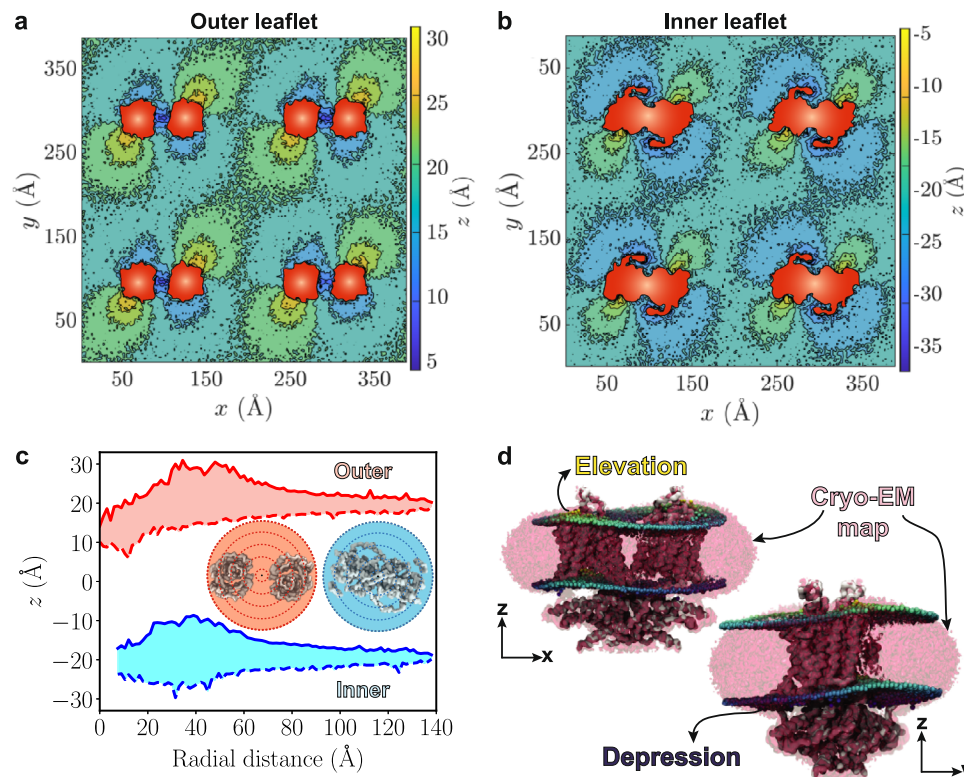 a
Outer leaflet
350
250
150
50
50
150
250
350
x (Å)
y (Å)
30
25
20
15
10
5
z (Å)
b
Inner leaflet
50
150
250
50
50
150
250
350
x (Å)
y (Å)
-5
-10
-15
-20
-25
-30
-35
z (Å)
c
30
20
10
0
−10
−20
−30
z (Å)
Outer
Inner
0
20
40
60
80
100
120
140
Radial distance (Å)
d
Elevation
Cryo-EM
map
z
x
Depression
z